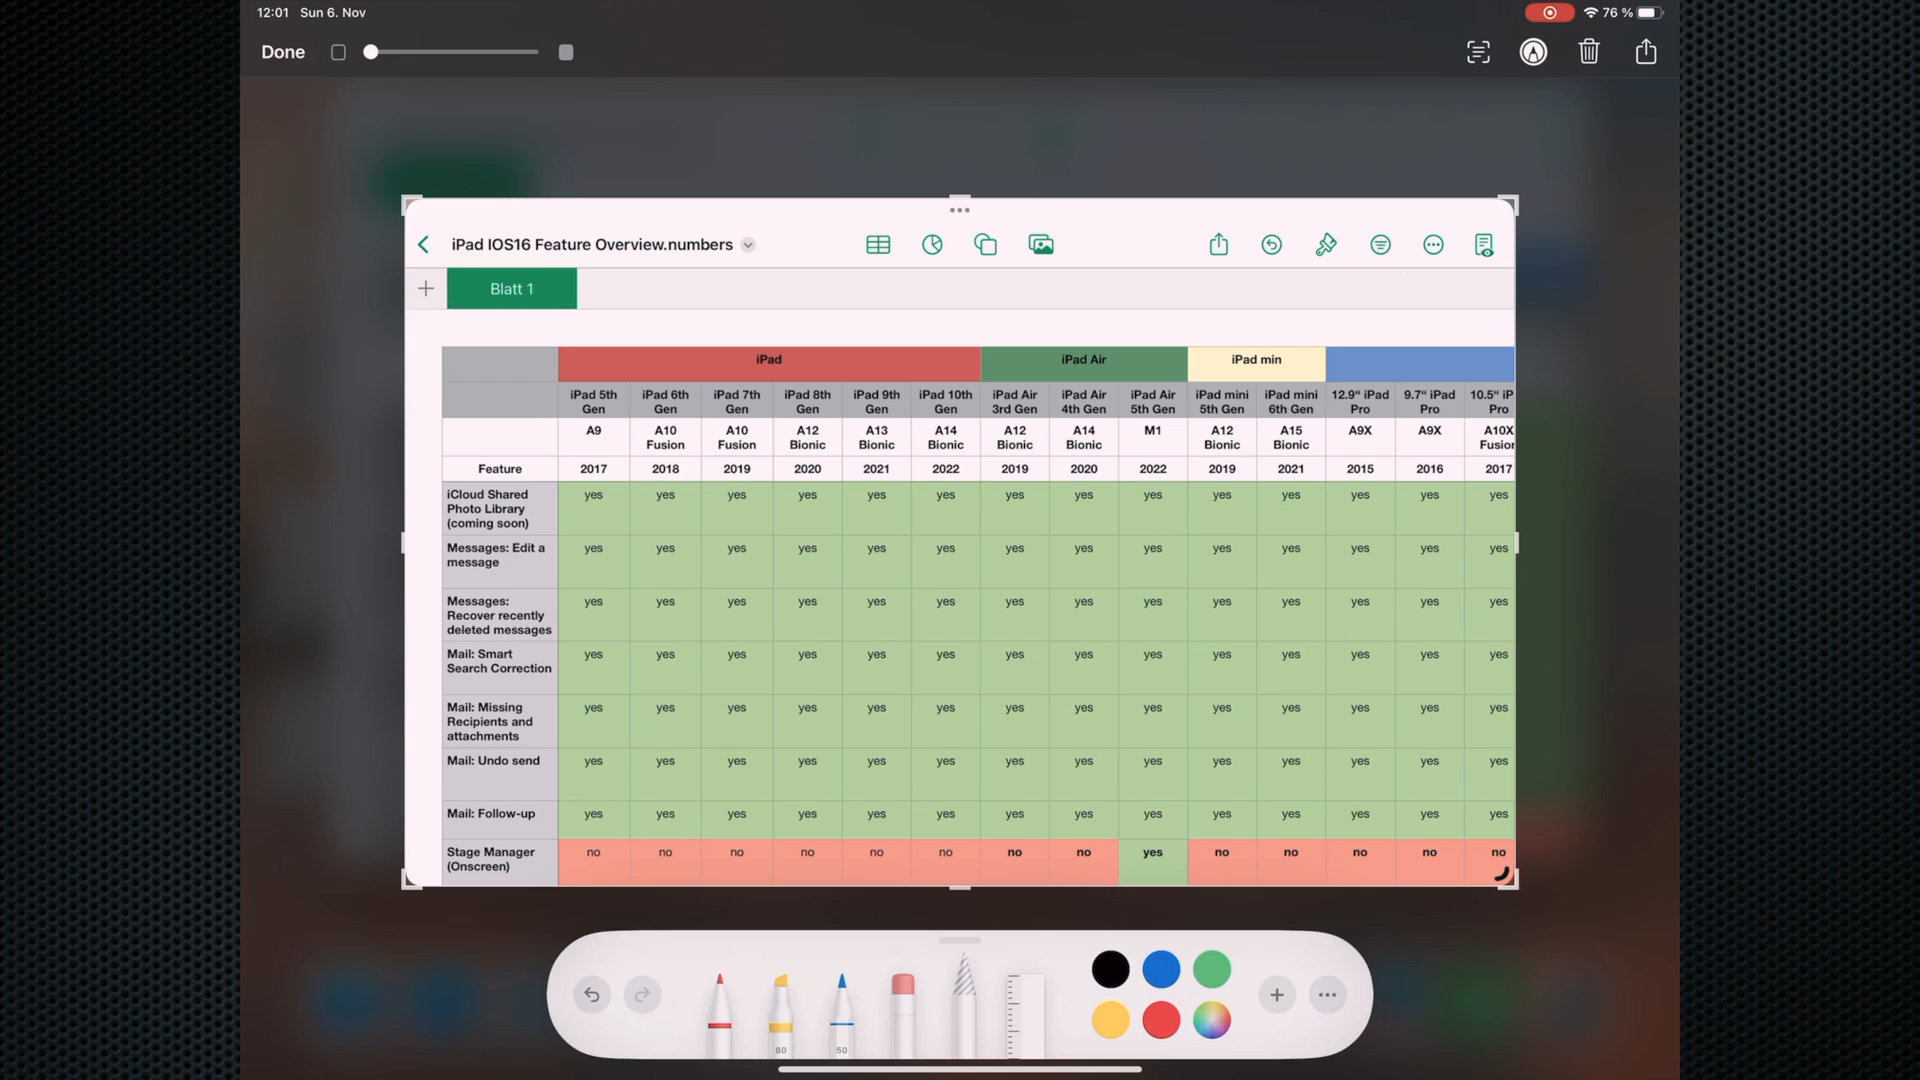 12:01 Sun 6. Nov
76 %
Done
iPad IOS16 Feature Overview.numbers
Blatt 1
iPad iPad Air iPad min
iPad 5th Gen iPad 6th Gen iPad 7th Gen iPad 8th Gen iPad 9th Gen iPad 10th Gen iPad Air 3rd Gen iPad Air 4th Gen iPad Air 5th Gen iPad mini 5th Gen iPad mini 6th Gen 12.9“ iPad Pro 9.7“ iPad Pro 10.5“ iP Pro
A9 A10 Fusion A10 Fusion A12 Bionic A13 Bionic A14 Bionic A12 Bionic A14 Bionic M1 A12 Bionic A15 Bionic A9X A9X A10X Fusion
Feature 2017 2018 2019 2020 2021 2022 2019 2020 2022 2019 2021 2015 2016 2017
iCloud Shared Photo Library (coming soon) yes yes yes yes yes yes yes yes yes yes yes yes yes yes
Messages: Edit a message yes yes yes yes yes yes yes yes yes yes yes yes yes yes
Messages: Recover recently deleted messages yes yes yes yes yes yes yes yes yes yes yes yes yes yes
Mail: Smart Search Correction yes yes yes yes yes yes yes yes yes yes yes yes yes yes
Mail: Missing Recipients and attachments yes yes yes yes yes yes yes yes yes yes yes yes yes yes
Mail: Undo send yes yes yes yes yes yes yes yes yes yes yes yes yes yes
Mail: Follow-up yes yes yes yes yes yes yes yes yes yes yes yes yes yes
Stage Manager (Onscreen) no no no no no no no no yes no no no no no
80 50